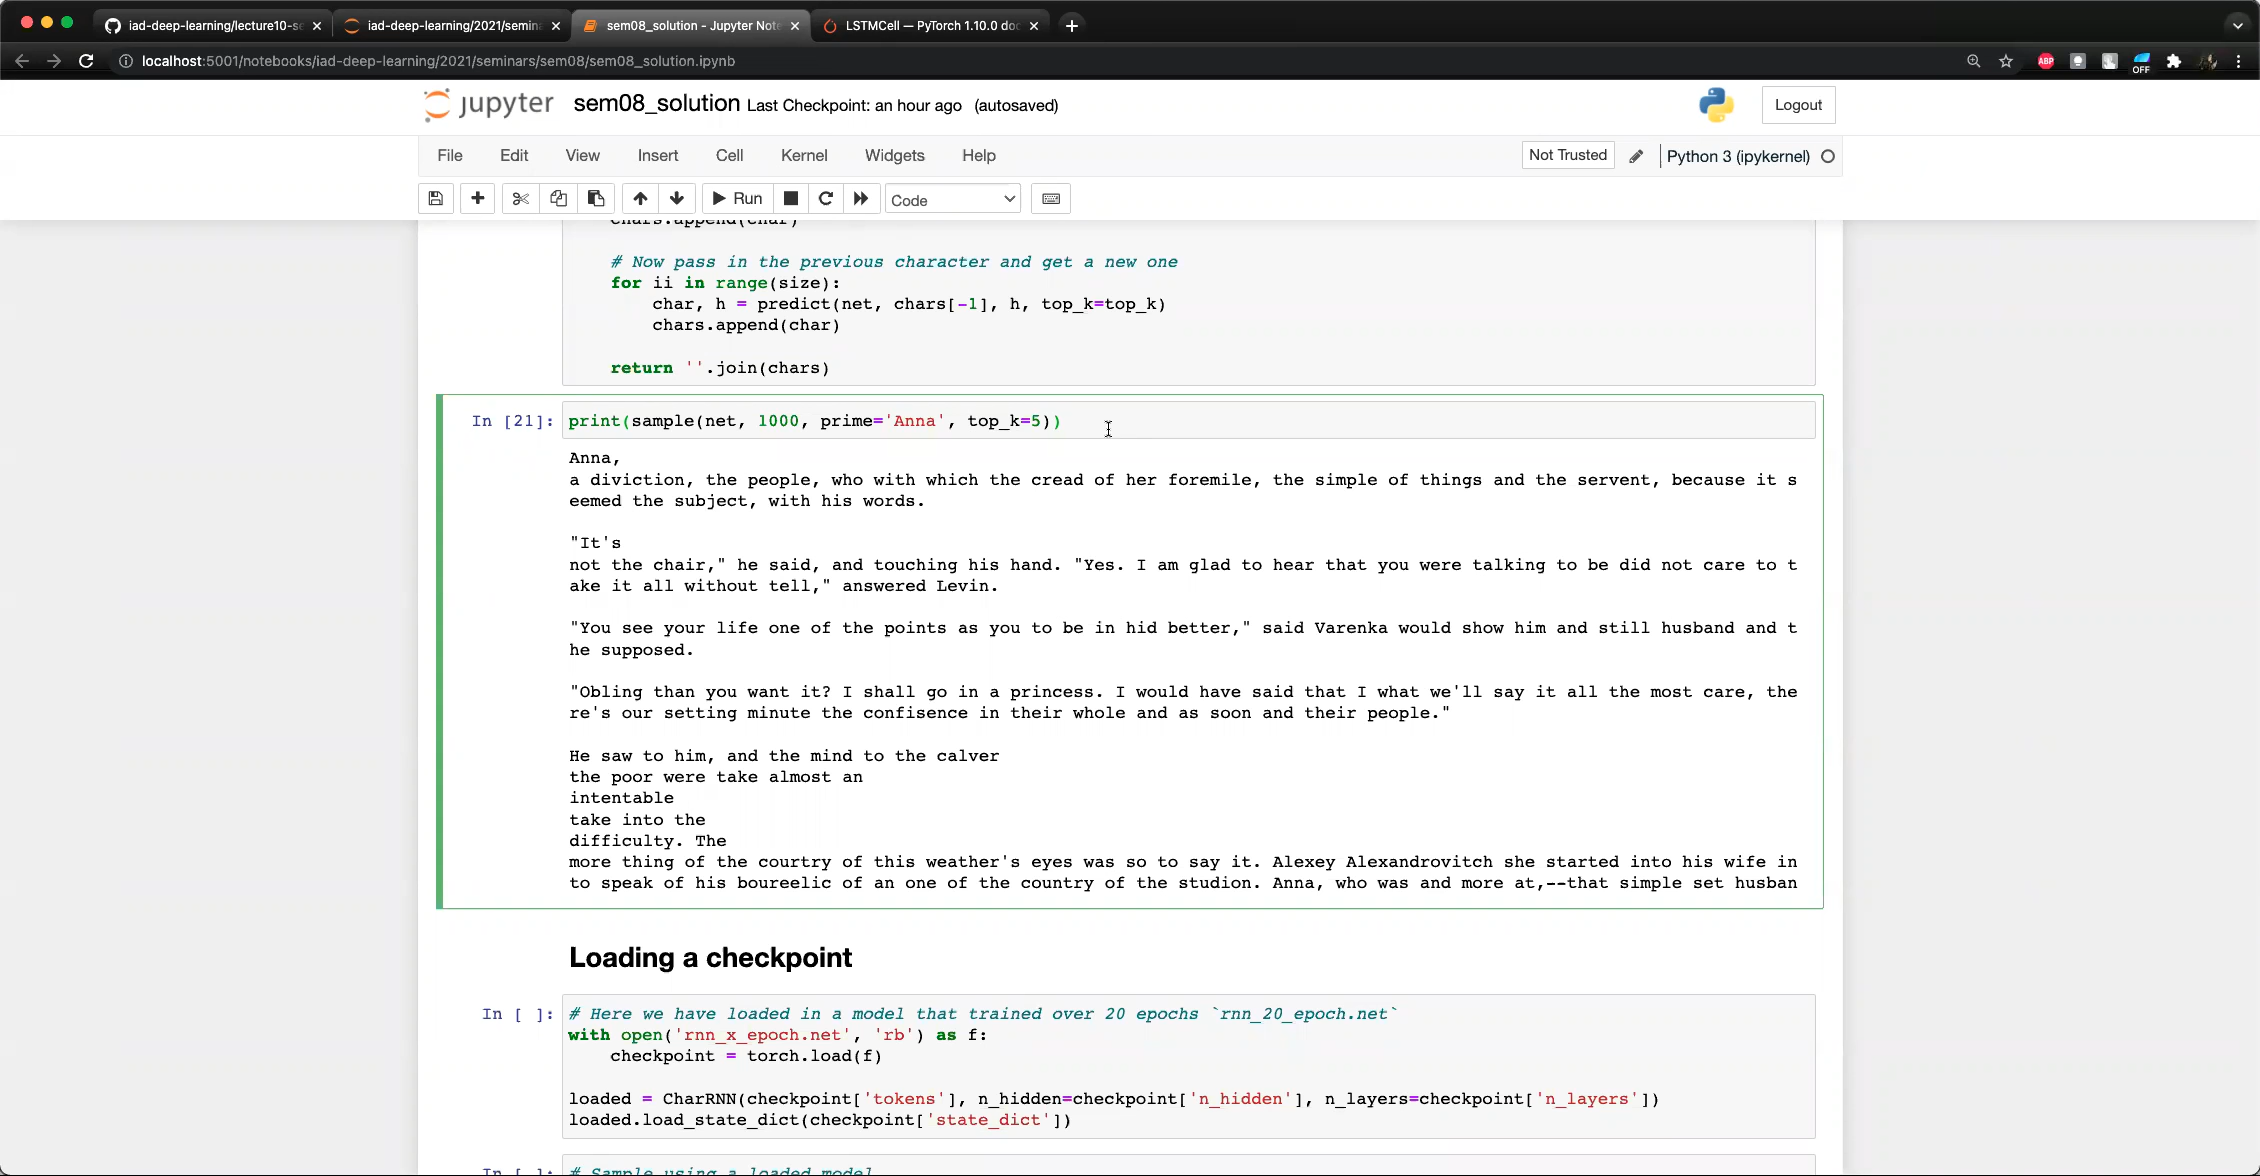 iad-deep-learning/lecture10-se
iad-deep-learning/2021/semina
sem08_solution - Jupyter Note
LSTMCell — PyTorch 1.10.0 doc
localhost:5001/notebooks/iad-deep-learning/2021/seminars/sem08/sem08_solution.ipynb
ABP
OFF
jupyter sem08_solution Last Checkpoint: an hour ago (autosaved)
Logout
File Edit View Insert Cell Kernel Widgets Help
Not Trusted
Python 3 (ipykernel)
Run
Code
chars.append(char)
# Now pass in the previous character and get a new one
for ii in range(size):
char, h = predict(net, chars[-1], h, top_k=top_k)
chars.append(char)
return ''.join(chars)
In [21]: print(sample(net, 1000, prime='Anna', top_k=5))
Anna,
a diviction, the people, who with which the cread of her foremile, the simple of things and the servent, because it s
eemed the subject, with his words.
"It's
not the chair," he said, and touching his hand. "Yes. I am glad to hear that you were talking to be did not care to t
ake it all without tell," answered Levin.
"You see your life one of the points as you to be in hid better," said Varenka would show him and still husband and t
he supposed.
"Obling than you want it? I shall go in a princess. I would have said that I what we'll say it all the most care, the
re's our setting minute the confisence in their whole and as soon and their people."
He saw to him, and the mind to the calver
the poor were take almost an
intentable
take into the
difficulty. The
more thing of the courtry of this weather's eyes was so to say it. Alexey Alexandrovitch she started into his wife in
to speak of his boureelic of an one of the country of the studion. Anna, who was and more at,--that simple set husban
Loading a checkpoint
In [ ]: # Here we have loaded in a model that trained over 20 epochs `rnn_20_epoch.net`
with open('rnn_x_epoch.net', 'rb') as f:
checkpoint = torch.load(f)
loaded = CharRNN(checkpoint['tokens'], n_hidden=checkpoint['n_hidden'], n_layers=checkpoint['n_layers'])
loaded.load_state_dict(checkpoint['state_dict'])
In [ ]: # Sample using a loaded model